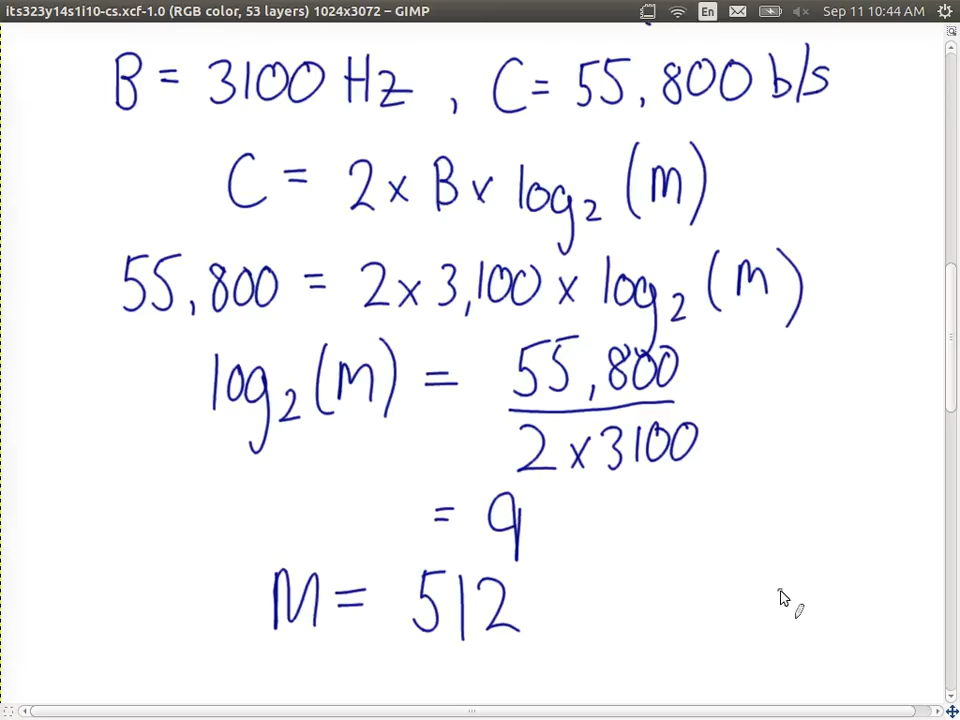 its323y14s1i10-cs.xcf-1.0 (RGB color, 53 layers) 1024x3072 – GIMP
En
Sep 11 10:44 AM
B = 3100 Hz , C = 55,800 b/s
C = 2 x B x log₂ (m)
55,800 = 2 x 3,100 x log₂ (m)
log₂ (m) = 55,800
2 x 3100
= 9
M = 512